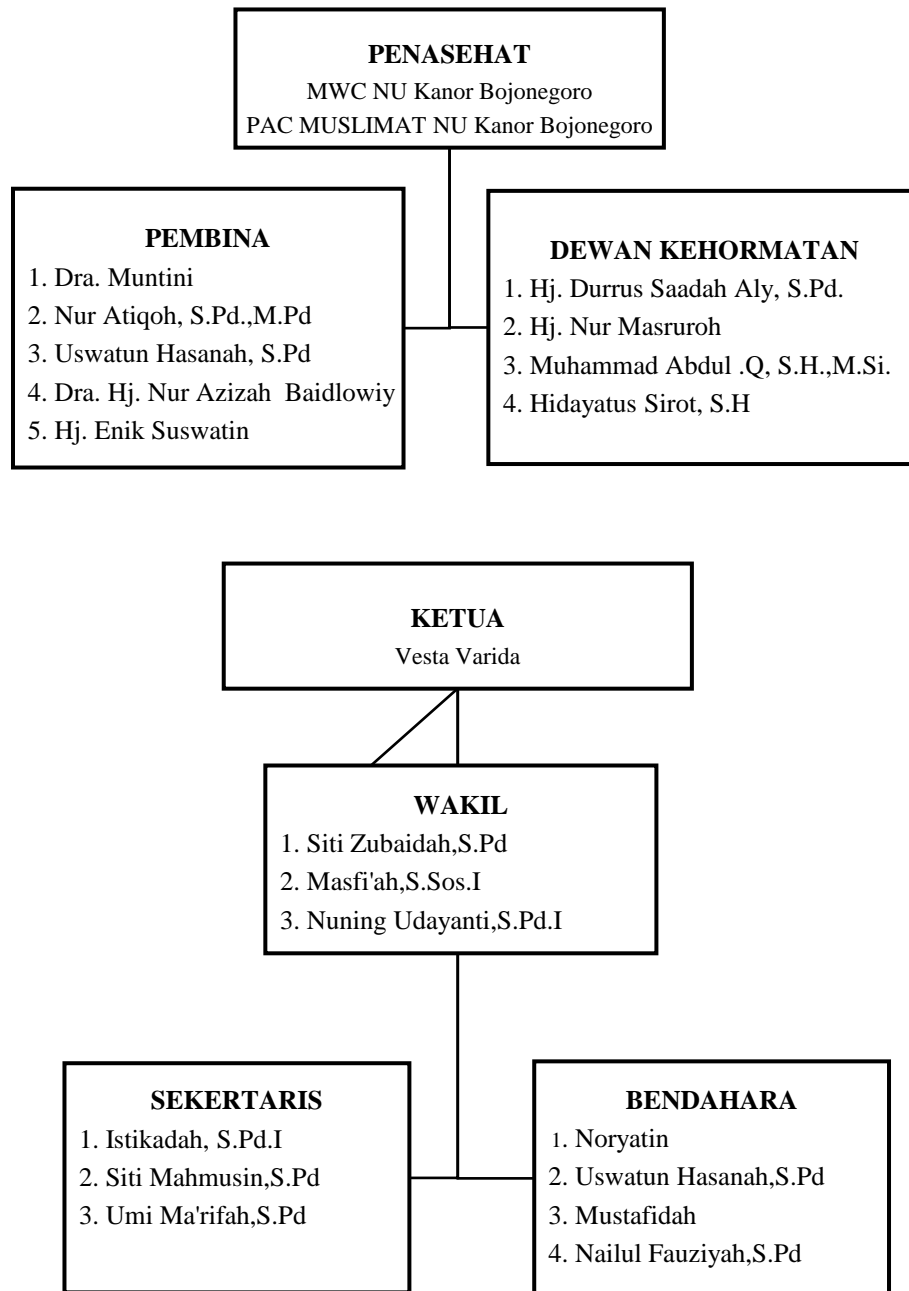 PENASEHAT
MWC NU Kanor Bojonegoro
PAC MUSLIMAT NU Kanor Bojonegoro
PEMBINA
1. Dra. Muntini
2. Nur Atiqoh, S.Pd.,M.Pd
3. Uswatun Hasanah, S.Pd
4. Dra. Hj. Nur Azizah Baidlowiy
5. Hj. Enik Suswatin
DEWAN KEHORMATAN
1. Hj. Durrus Saadah Aly, S.Pd.
2. Hj. Nur Masruroh
3. Muhammad Abdul .Q, S.H.,M.Si.
4. Hidayatus Sirot, S.H
KETUA
Vesta Varida
WAKIL
1. Siti Zubaidah,S.Pd
2. Masfi'ah,S.Sos.I
3. Nuning Udayanti,S.Pd.I
SEKERTARIS
1. Istikadah, S.Pd.I
2. Siti Mahmusin,S.Pd
3. Umi Ma'rifah,S.Pd
BENDAHARA
1. Noryatin
2. Uswatun Hasanah,S.Pd
3. Mustafidah
4. Nailul Fauziyah,S.Pd